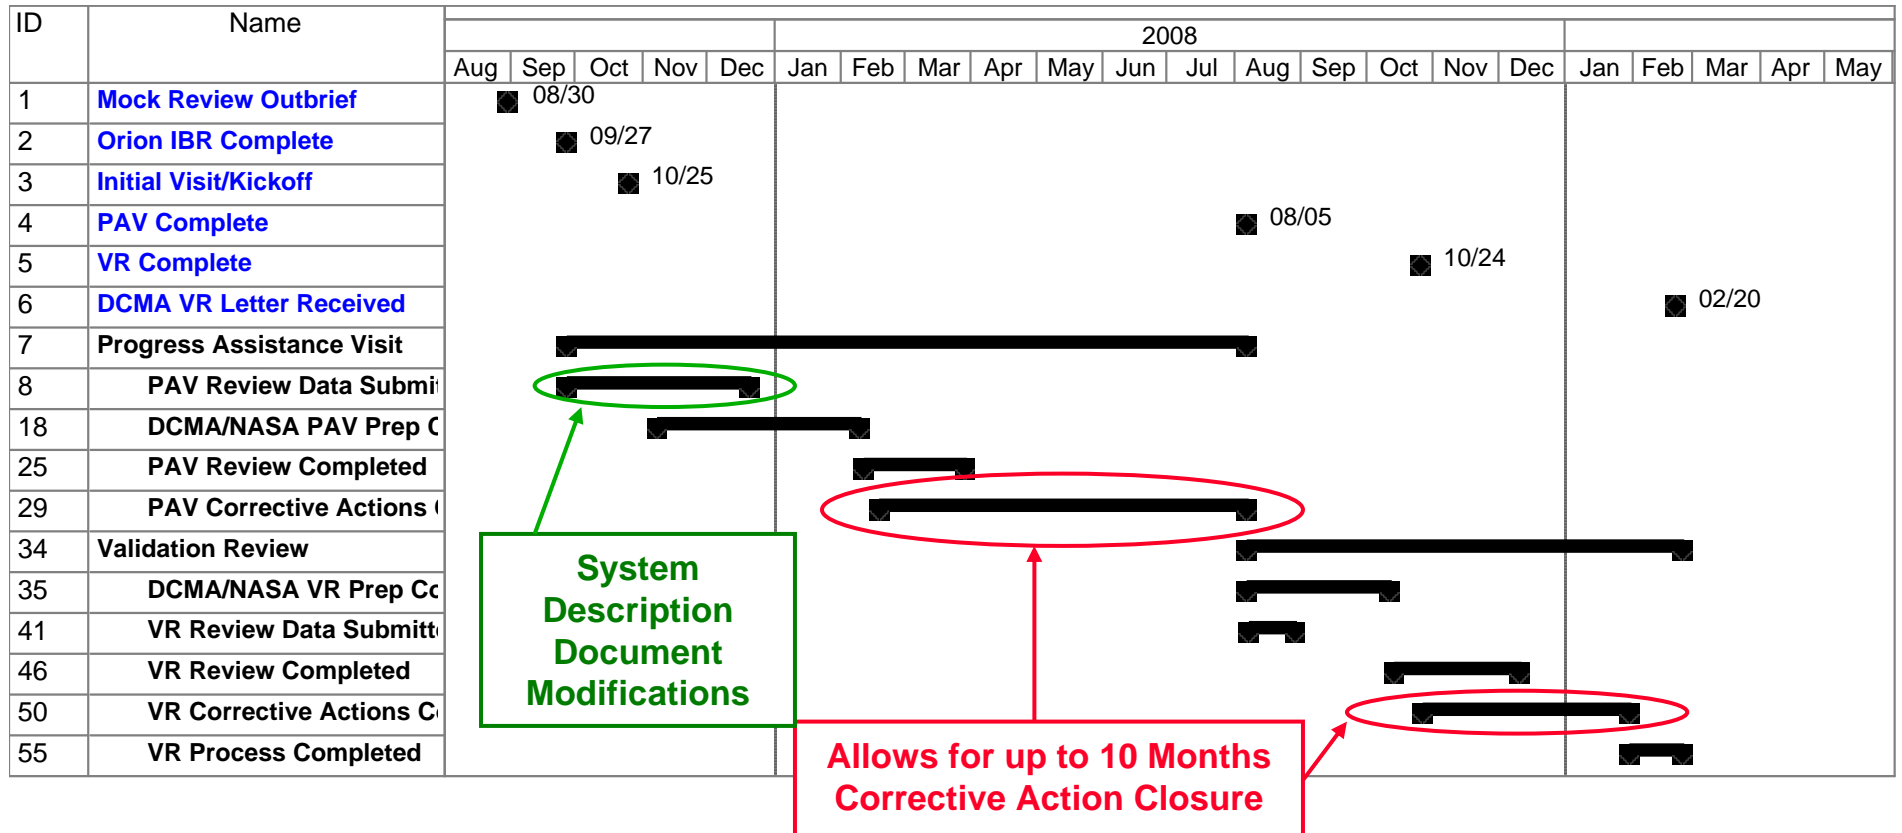 ID Name
2008
Aug Sep Oct Nov Dec Jan Feb Mar Apr May Jun Jul Aug Sep Oct Nov Dec Jan Feb Mar Apr May
1 Mock Review Outbrief 08/30
2 Orion IBR Complete 09/27
3 Initial Visit/Kickoff 10/25
4 PAV Complete 08/05
5 VR Complete 10/24
6 DCMA VR Letter Received 02/20
7 Progress Assistance Visit
8 PAV Review Data Submit
18 DCMA/NASA PAV Prep C
25 PAV Review Completed
29 PAV Corrective Actions
34 Validation Review
35 DCMA/NASA VR Prep Co
41 VR Review Data Submitt
46 VR Review Completed
50 VR Corrective Actions C
55 VR Process Completed
System
Description
Document
Modifications
Allows for up to 10 Months
Corrective Action Closure